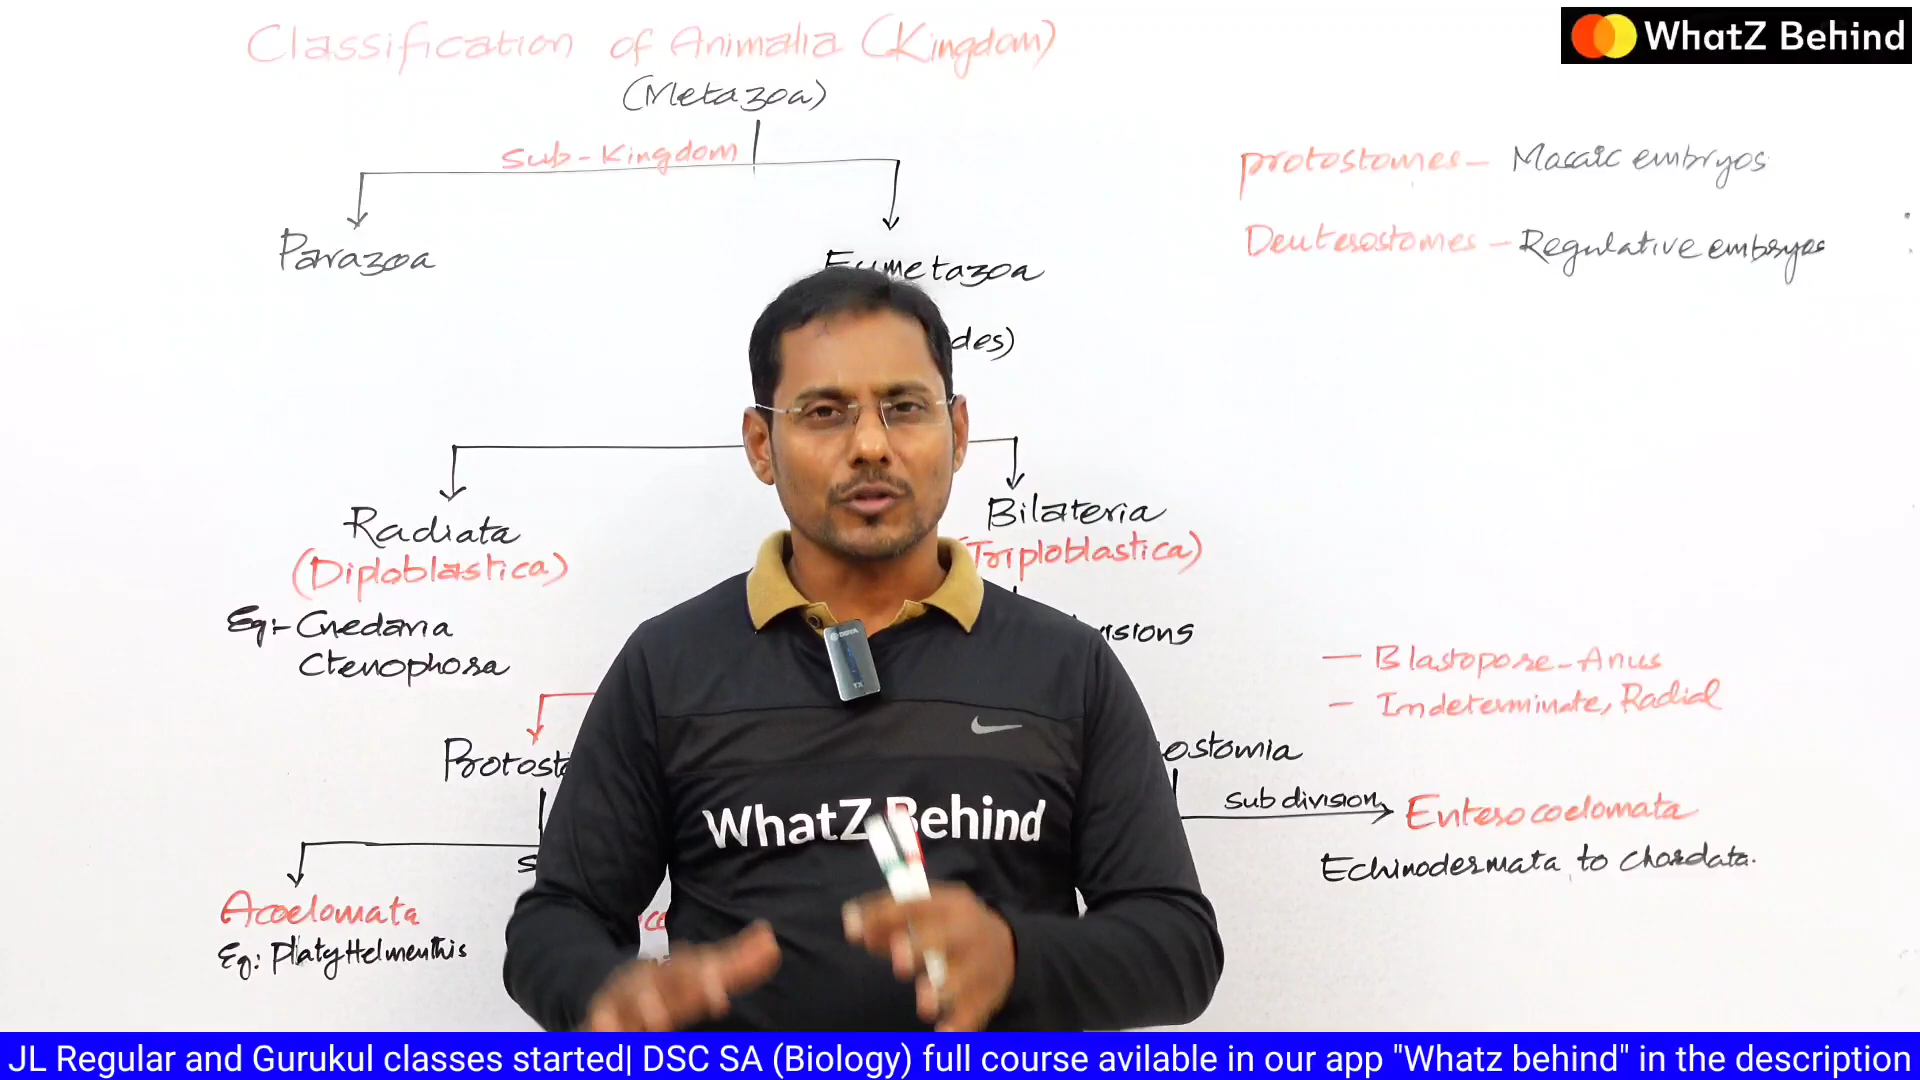 Classification of Animalia (Kingdom)
WhatZ Behind
(Metazoa)
Sub-Kingdom
protostomes - Mosaic embryos
Deuterostomes - Regulative embryos
Parazoa
Eumetazoa
des)
Radiata
Bilateria
(Diploblastica)
(Triploblastica)
Eg:- Cnedaria
Ctenophora
visions
- Blastopore - Anus
- Indeterminate, Radial
Protost
ostomia
Sub division
Enterocoelomata
WhatZ Behind
Echinodermata to chordata.
Acoelomata
Eg: PlatyHelmenthis
JL Regular and Gurukul classes started| DSC SA (Biology) full course avilable in our app "Whatz behind" in the description